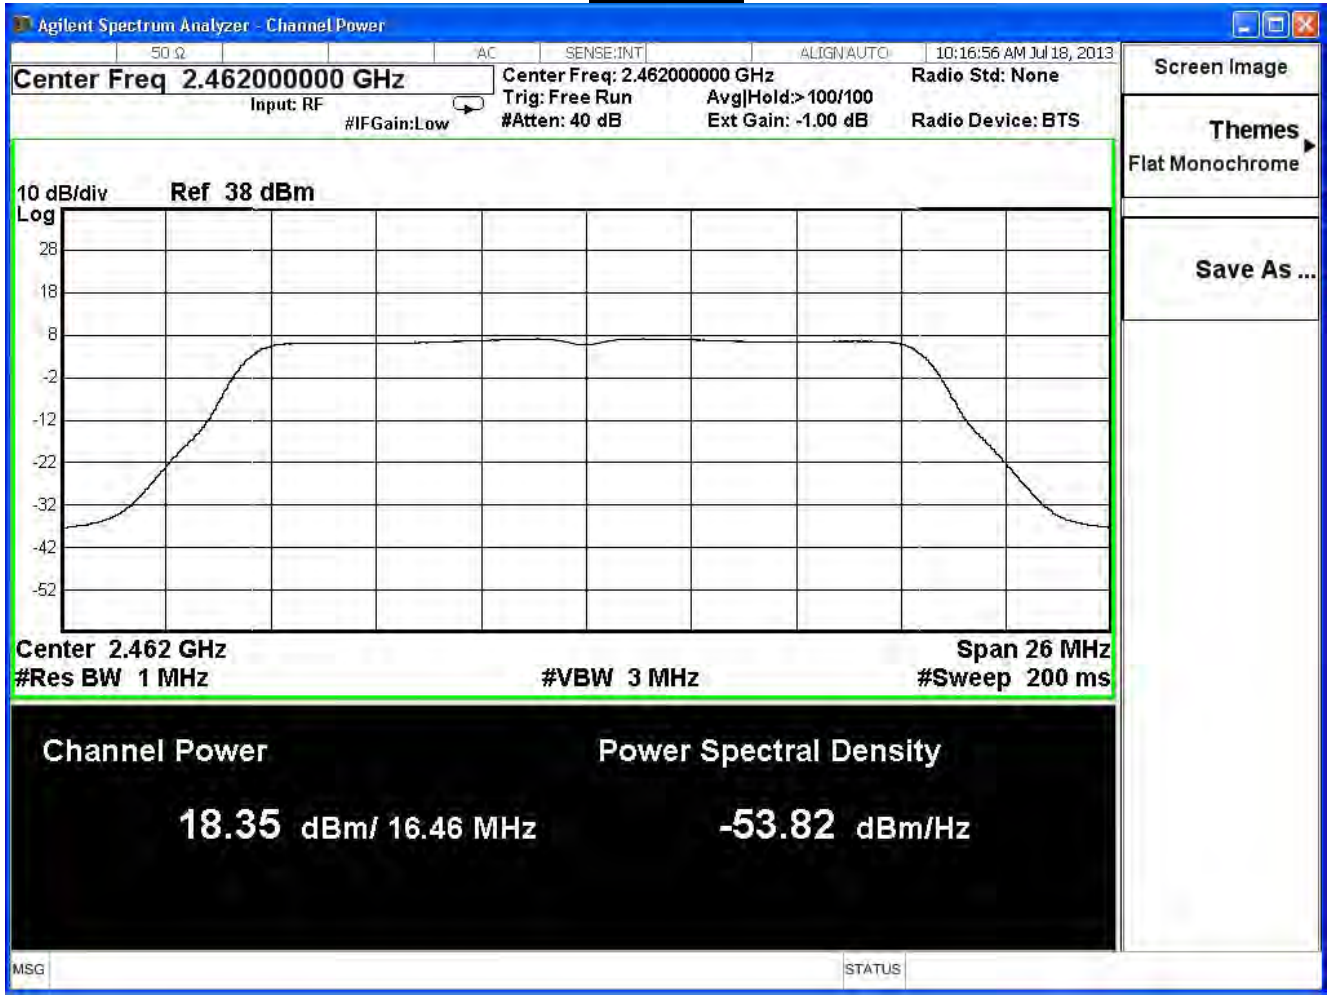 Agilent Spectrum Analyzer - Channel Power
50 Ω AC SENSE:INT ALIGN AUTO 10:16:56 AM Jul 18, 2013
Center Freq 2.462000000 GHz
Input: RF
#IFGain:Low
Center Freq: 2.462000000 GHz
Trig: Free Run Avg|Hold:> 100/100
#Atten: 40 dB Ext Gain: -1.00 dB
Radio Std: None
Radio Device: BTS
10 dB/div Ref 38 dBm
Log
28
18
8
-2
-12
-22
-32
-42
-52
Center 2.462 GHz Span 26 MHz
#Res BW 1 MHz #VBW 3 MHz #Sweep 200 ms
Channel Power Power Spectral Density
18.35 dBm/ 16.46 MHz -53.82 dBm/Hz
MSG STATUS
Screen Image
Themes
Flat Monochrome
Save As ...